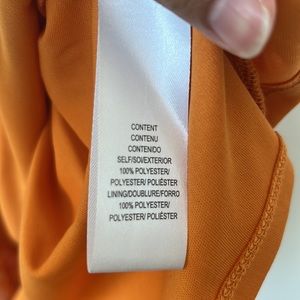 CONTENT
CONTENU
CONTENIDO
SELF/SOI/EXTERIOR
100% POLYESTER/
POLYESTER/ POLIÉSTER
LINING/DOUBLURE/FORRO
100% POLYESTER/
POLYESTER/ POLIÉSTER